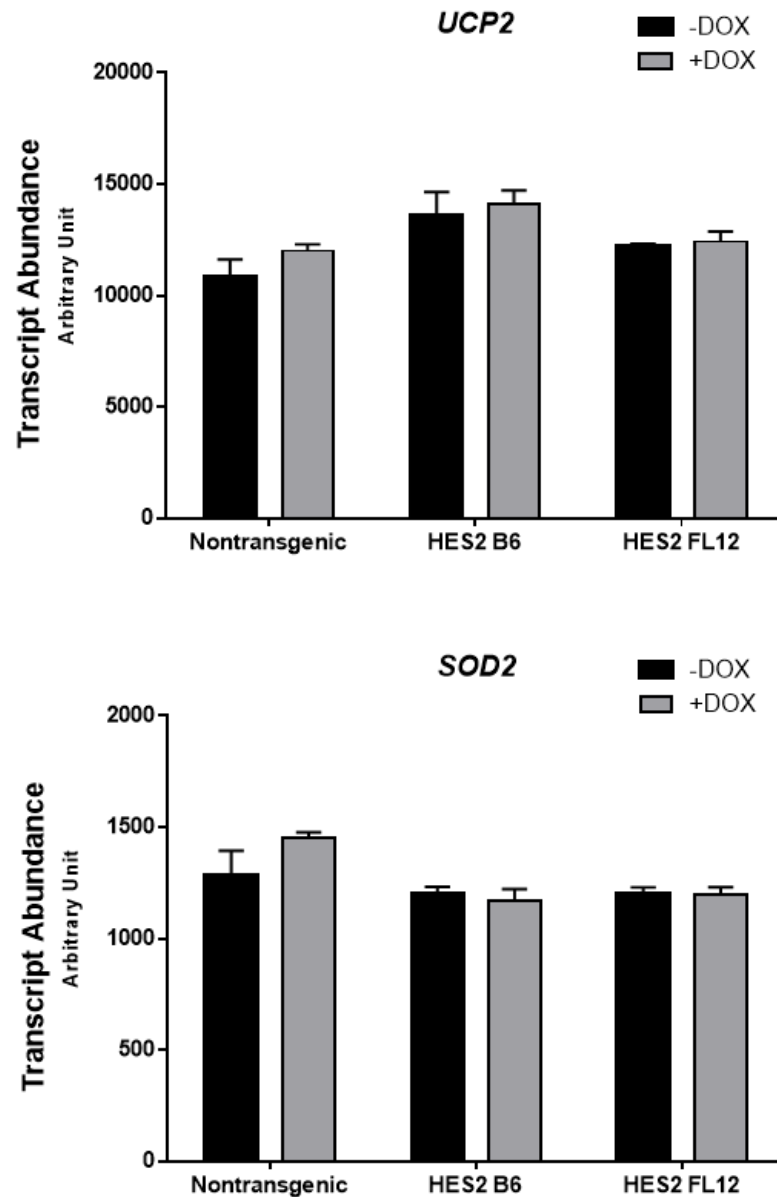 UCP2
-DOX
+DOX
20000
15000
10000
5000
0
Transcript Abundance
Arbitrary Unit
Nontransgenic HES2 B6 HES2 FL12
SOD2
-DOX
+DOX
2000
1500
1000
500
0
Transcript Abundance
Arbitrary Unit
Nontransgenic HES2 B6 HES2 FL12